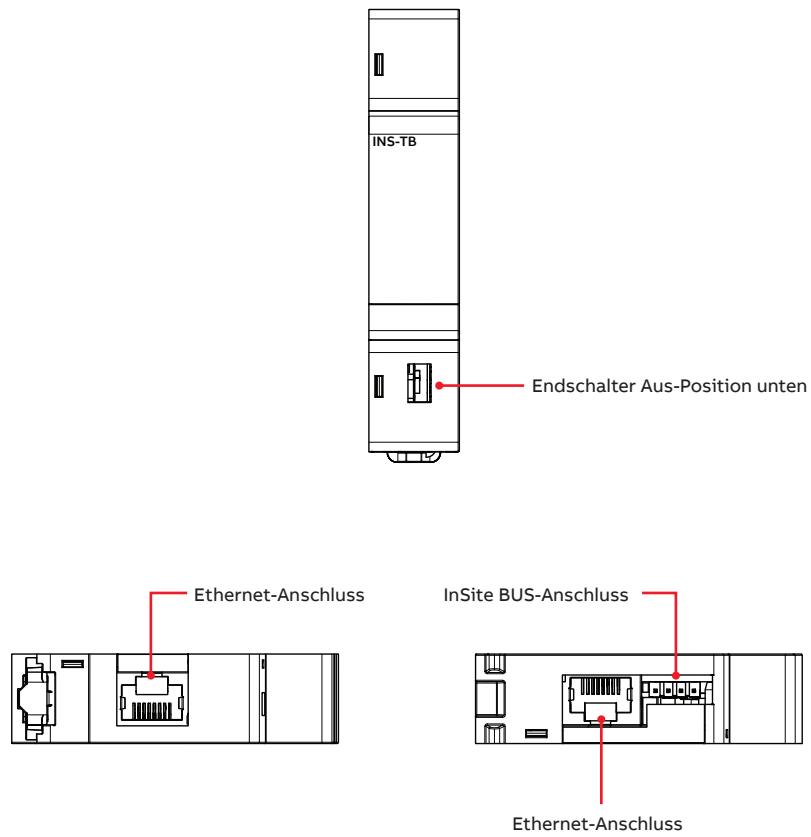 INS-TB
Endschalter Aus-Position unten
Ethernet-Anschluss
InSite BUS-Anschluss
Ethernet-Anschluss